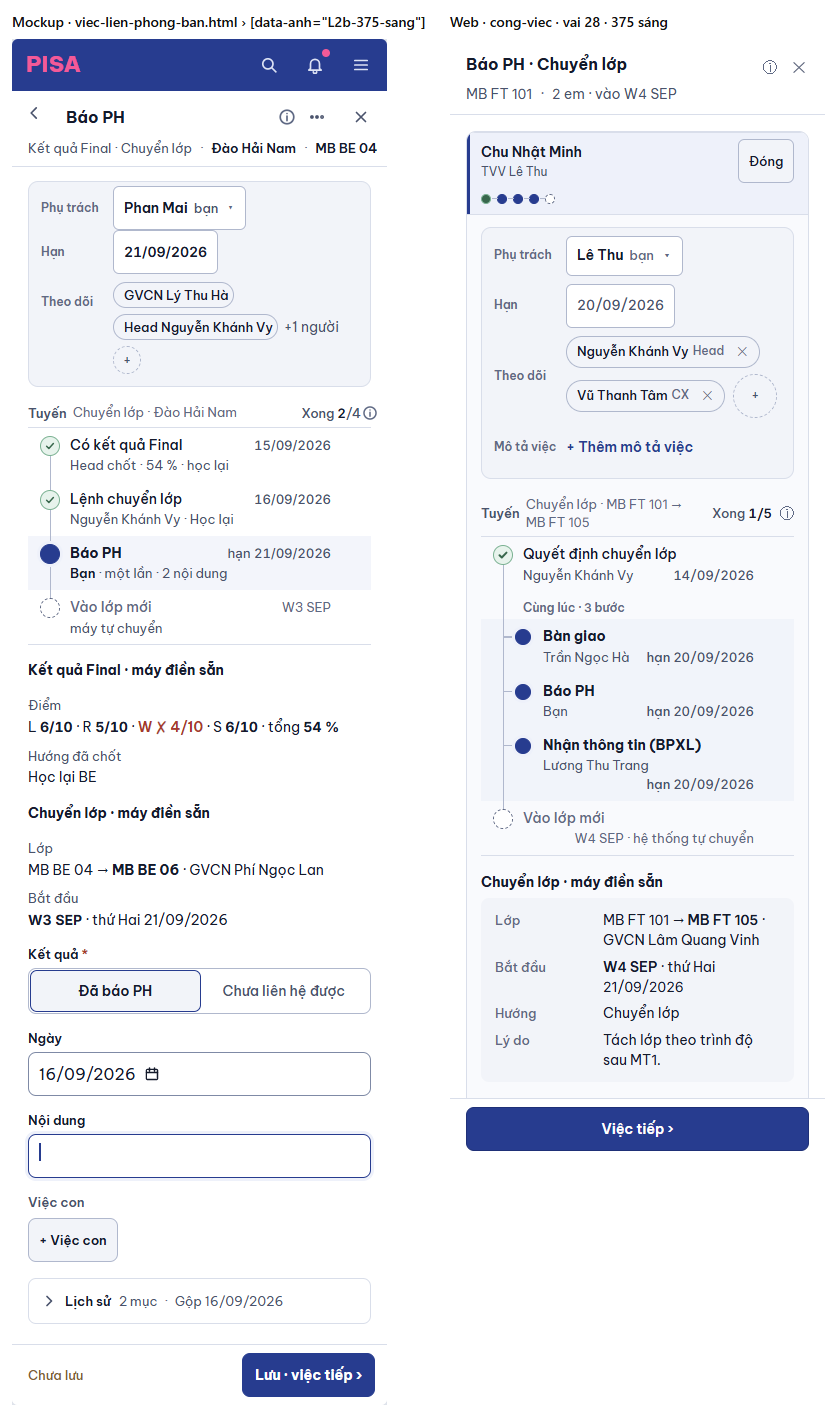 Mockup · viec-lien-phong-ban.html › [data-anh="L2b-375-sang"]
PISA
Báo PH
Kết quả Final · Chuyển lớp · Đào Hải Nam · MB BE 04
Phụ trách Phan Mai bạn
Hạn 21/09/2026
Theo dõi GVCN Lý Thu Hà
Head Nguyễn Khánh Vy +1 người
+
Tuyến Chuyển lớp · Đào Hải Nam Xong 2/4
Có kết quả Final 15/09/2026
Head chốt · 54 % · học lại
Lệnh chuyển lớp 16/09/2026
Nguyễn Khánh Vy · Học lại
Báo PH hạn 21/09/2026
Bạn · một lần · 2 nội dung
Vào lớp mới W3 SEP
máy tự chuyển
Kết quả Final · máy điền sẵn
Điểm
L 6/10 · R 5/10 · W ✗ 4/10 · S 6/10 · tổng 54 %
Hướng đã chốt
Học lại BE
Chuyển lớp · máy điền sẵn
Lớp
MB BE 04 → MB BE 06 · GVCN Phí Ngọc Lan
Bắt đầu
W3 SEP · thứ Hai 21/09/2026
Kết quả *
Đã báo PH Chưa liên hệ được
Ngày
16/09/2026
Nội dung
Việc con
+ Việc con
Lịch sử 2 mục · Gộp 16/09/2026
Chưa lưu Lưu · việc tiếp ›
Web · cong-viec · vai 28 · 375 sáng
Báo PH · Chuyển lớp
MB FT 101 · 2 em · vào W4 SEP
Chu Nhật Minh
TVV Lê Thu
Đóng
Phụ trách Lê Thu bạn
Hạn 20/09/2026
Theo dõi Nguyễn Khánh Vy Head
Vũ Thanh Tâm CX +
Mô tả việc + Thêm mô tả việc
Tuyến Chuyển lớp · MB FT 101 → Xong 1/5
MB FT 105
Quyết định chuyển lớp
Nguyễn Khánh Vy 14/09/2026
Cùng lúc · 3 bước
Bàn giao
Trần Ngọc Hà hạn 20/09/2026
Báo PH
Bạn hạn 20/09/2026
Nhận thông tin (BPXL)
Lương Thu Trang
hạn 20/09/2026
Vào lớp mới
W4 SEP · hệ thống tự chuyển
Chuyển lớp · máy điền sẵn
Lớp MB FT 101 → MB FT 105 ·
GVCN Lâm Quang Vinh
Bắt đầu W4 SEP · thứ Hai
21/09/2026
Hướng Chuyển lớp
Lý do Tách lớp theo trình độ
sau MT1.
Việc tiếp ›